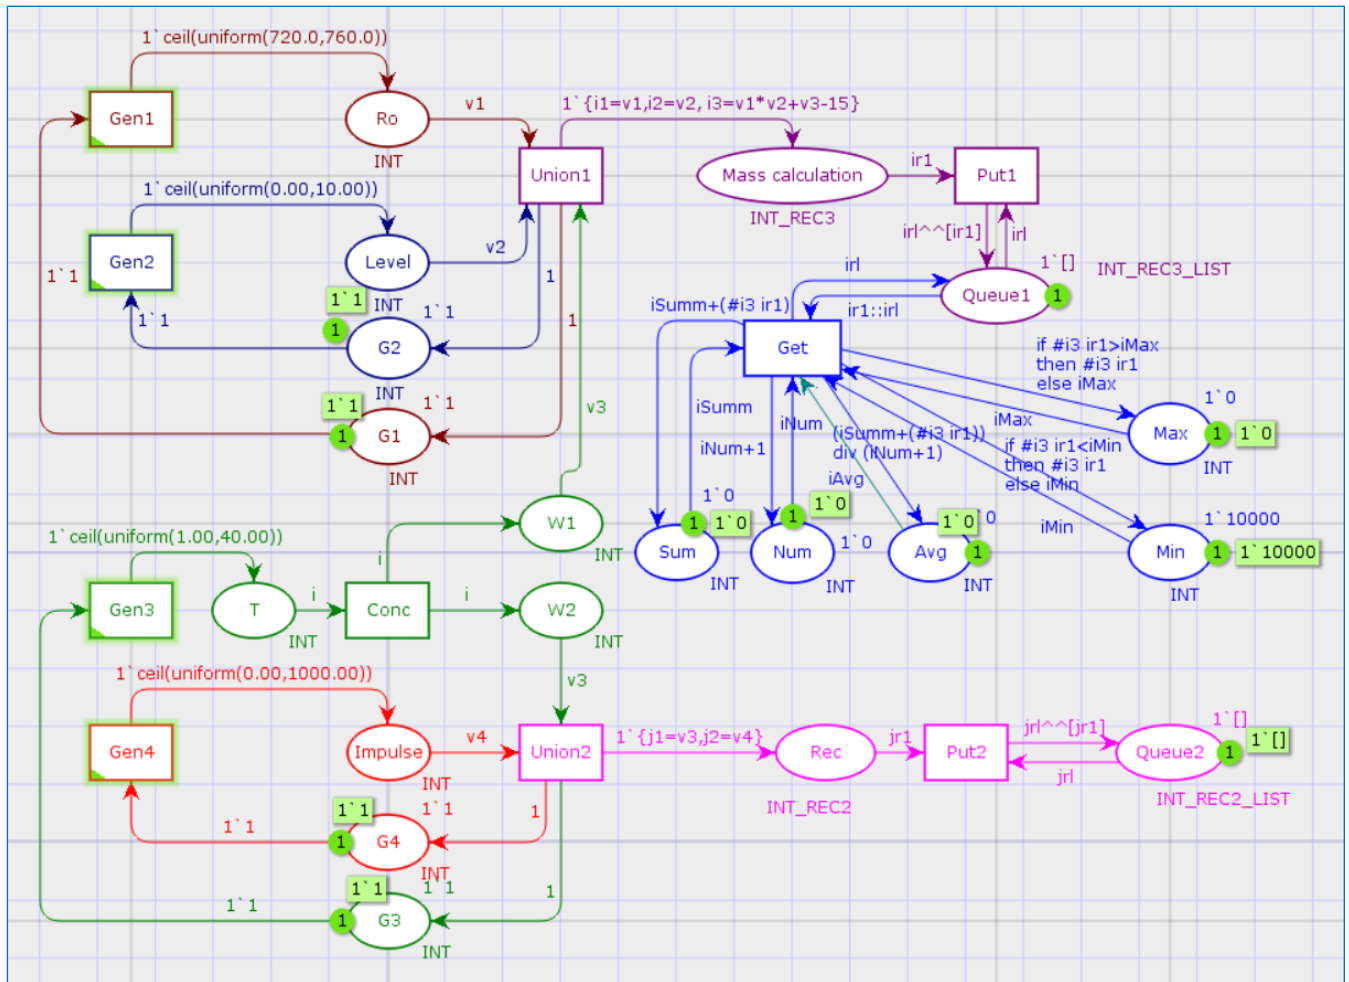 1`ceil(uniform(720.0,760.0))
Gen1
Ro
INT
v1
1`{i1=v1,i2=v2, i3=v1*v2+v3-15}
Union1
Mass calculation
INT_REC3
ir1
Put1
irl^^[ir1]
irl
1`[]
INT_REC3_LIST
Queue1
1
1`ceil(uniform(0.00,10.00))
Gen2
Level
INT
v2
1`1
1`1
1`1
1
G2
INT
1`1
1
1
1`1
1`1
1
G1
INT
v3
irl
ir1::irl
iSumm+(#i3 ir1)
Get
iSumm
iNum+1
iNum
(iSumm+(#i3 ir1))
div (iNum+1)
iAvg
if #i3 ir1>iMax
then #i3 ir1
else iMax
iMax
if #i3 ir1<iMin
then #i3 ir1
else iMin
iMin
1`0
Max
1
1`0
INT
1`0
1
1`0
Sum
INT
1
1`0
Num
1`0
INT
1`0
0
Avg
1
INT
1`10000
Min
1
1`10000
INT
1`ceil(uniform(1.00,40.00))
Gen3
T
INT
i
Conc
i
i
W1
INT
W2
INT
v3
1`ceil(uniform(0.00,1000.00))
Gen4
Impulse
INT
v4
Union2
1`{j1=v3,j2=v4}
Rec
INT_REC2
jr1
Put2
jrl^^[jr1]
jrl
1`[]
Queue2
1
1`[]
INT_REC2_LIST
1`1
1`1
1`1
1
G4
INT
1
1`1
1`1
1`1
1
G3
INT
1